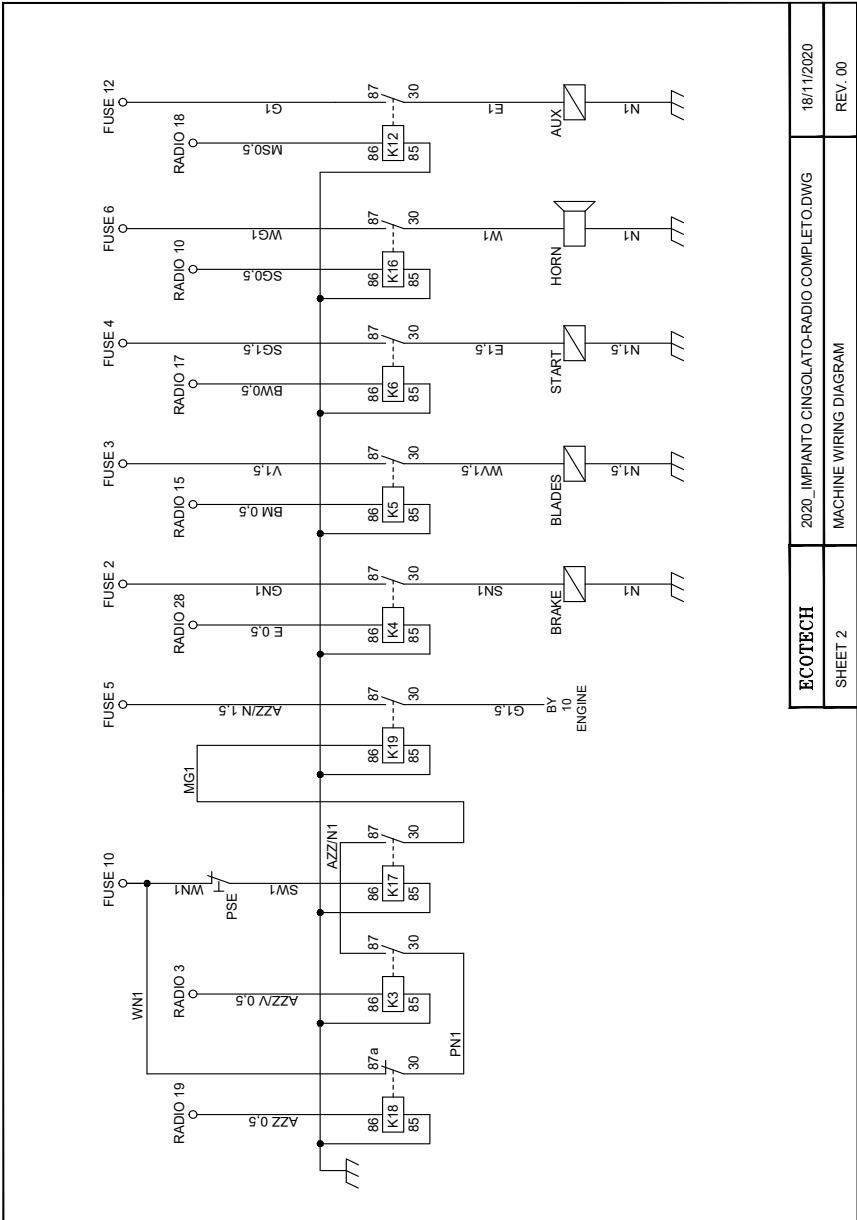 FUSE 10
FUSE 5
FUSE 2
FUSE 3
FUSE 4
FUSE 6
FUSE 12
RADIO 19
RADIO 3
RADIO 28
RADIO 15
RADIO 17
RADIO 10
RADIO 18
WN1
WN1
PSE
SW1
MG1
AZZ 0,5
AZZ/V 0,5
AZZ/N 1.5
E 0,5
GN1
BM 0,5
V1,5
BW0,5
SG1,5
SG0,5
WG1
MS0,5
G1
AZZ/N1
86 K18 85 87a 30
86 K3 85 87 30
86 K17 85 87 30
86 K19 85 87 30
86 K4 85 87 30
86 K5 85 87 30
86 K6 85 87 30
86 K16 85 87 30
86 K12 85 87 30
PN1
G1,5
SN1
WV1,5
E1,5
W1
E1
BY
10
ENGINE
BRAKE
BLADES
START
HORN
AUX
N1
N1,5
N1,5
N1
N1
ECOTECH
2020_IMPIANTO CINGOLATO-RADIO COMPLETO.DWG
18/11/2020
SHEET 2
MACHINE WIRING DIAGRAM
REV. 00